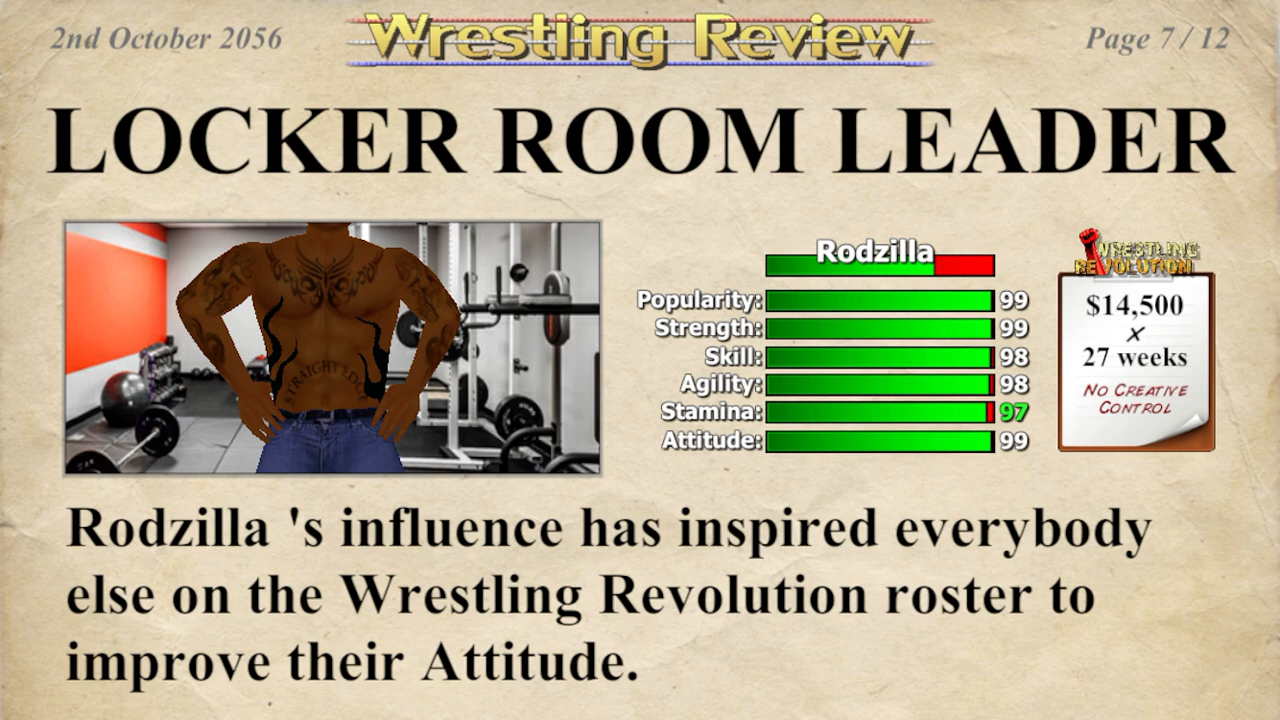 2nd October 2056
Wrestling Review
Page 7 / 12
LOCKER ROOM LEADER
STRAIGHT EDGE
Rodzilla
Popularity: 99
Strength: 99
Skill: 98
Agility: 98
Stamina: 97
Attitude: 99
WRESTLING
REVOLUTION
$14,500
×
27 weeks
NO CREATIVE
CONTROL
Rodzilla 's influence has inspired everybody
else on the Wrestling Revolution roster to
improve their Attitude.